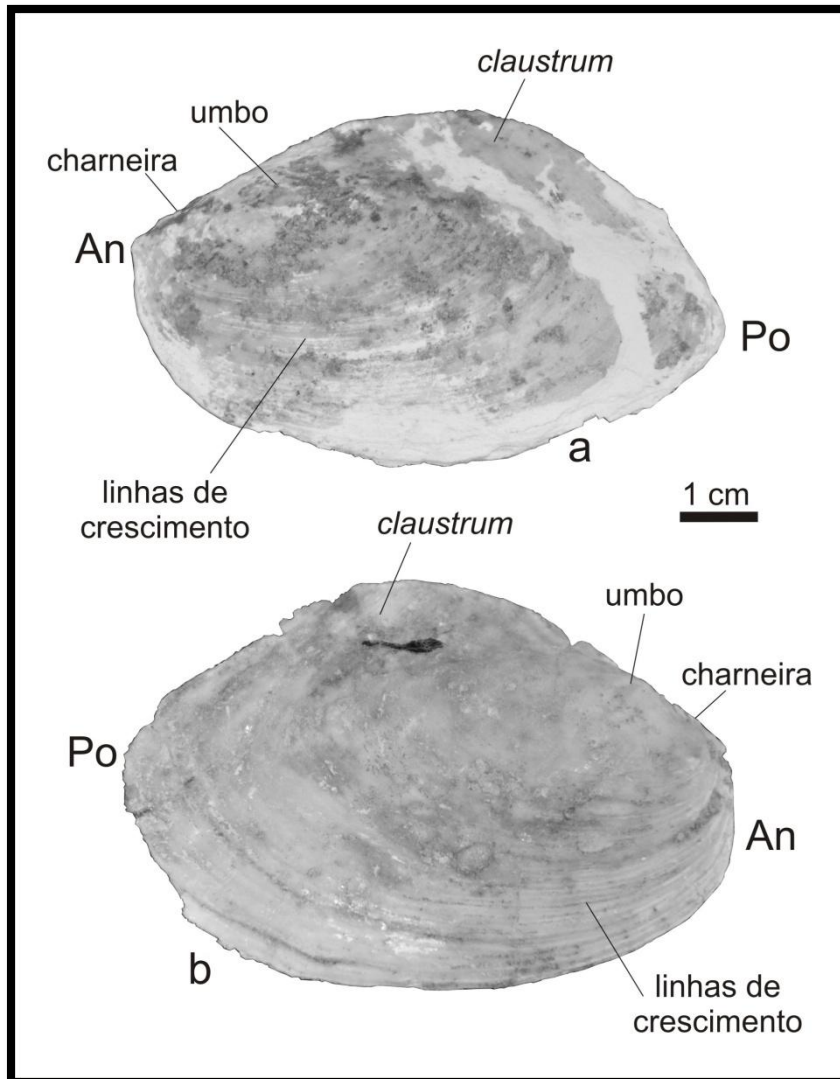 claustrum
umbo
charneira
An
Po
a
linhas de
crescimento
1 cm
claustrum
umbo
charneira
Po
An
b
linhas de
crescimento